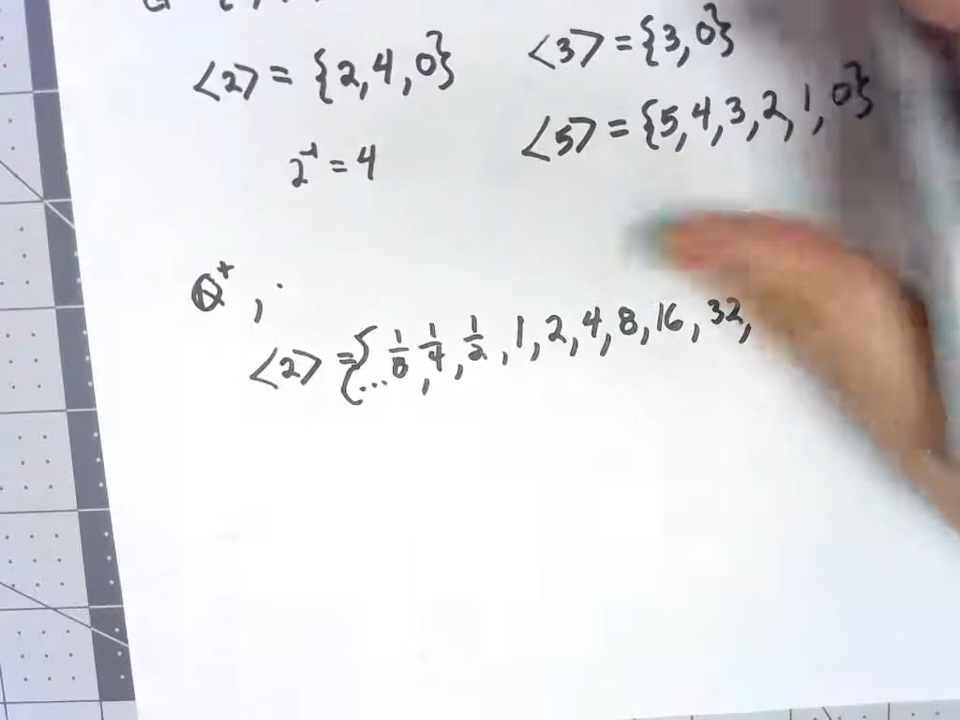 ⟨2⟩ = {2,4,0}
⟨3⟩ = {3,0}
⟨5⟩ = {5,4,3,2,1,0}
2⁻¹ = 4
ℚ⁺, ·
⟨2⟩ = {... 1/8, 1/4, 1/2, 1, 2, 4, 8, 16, 32,